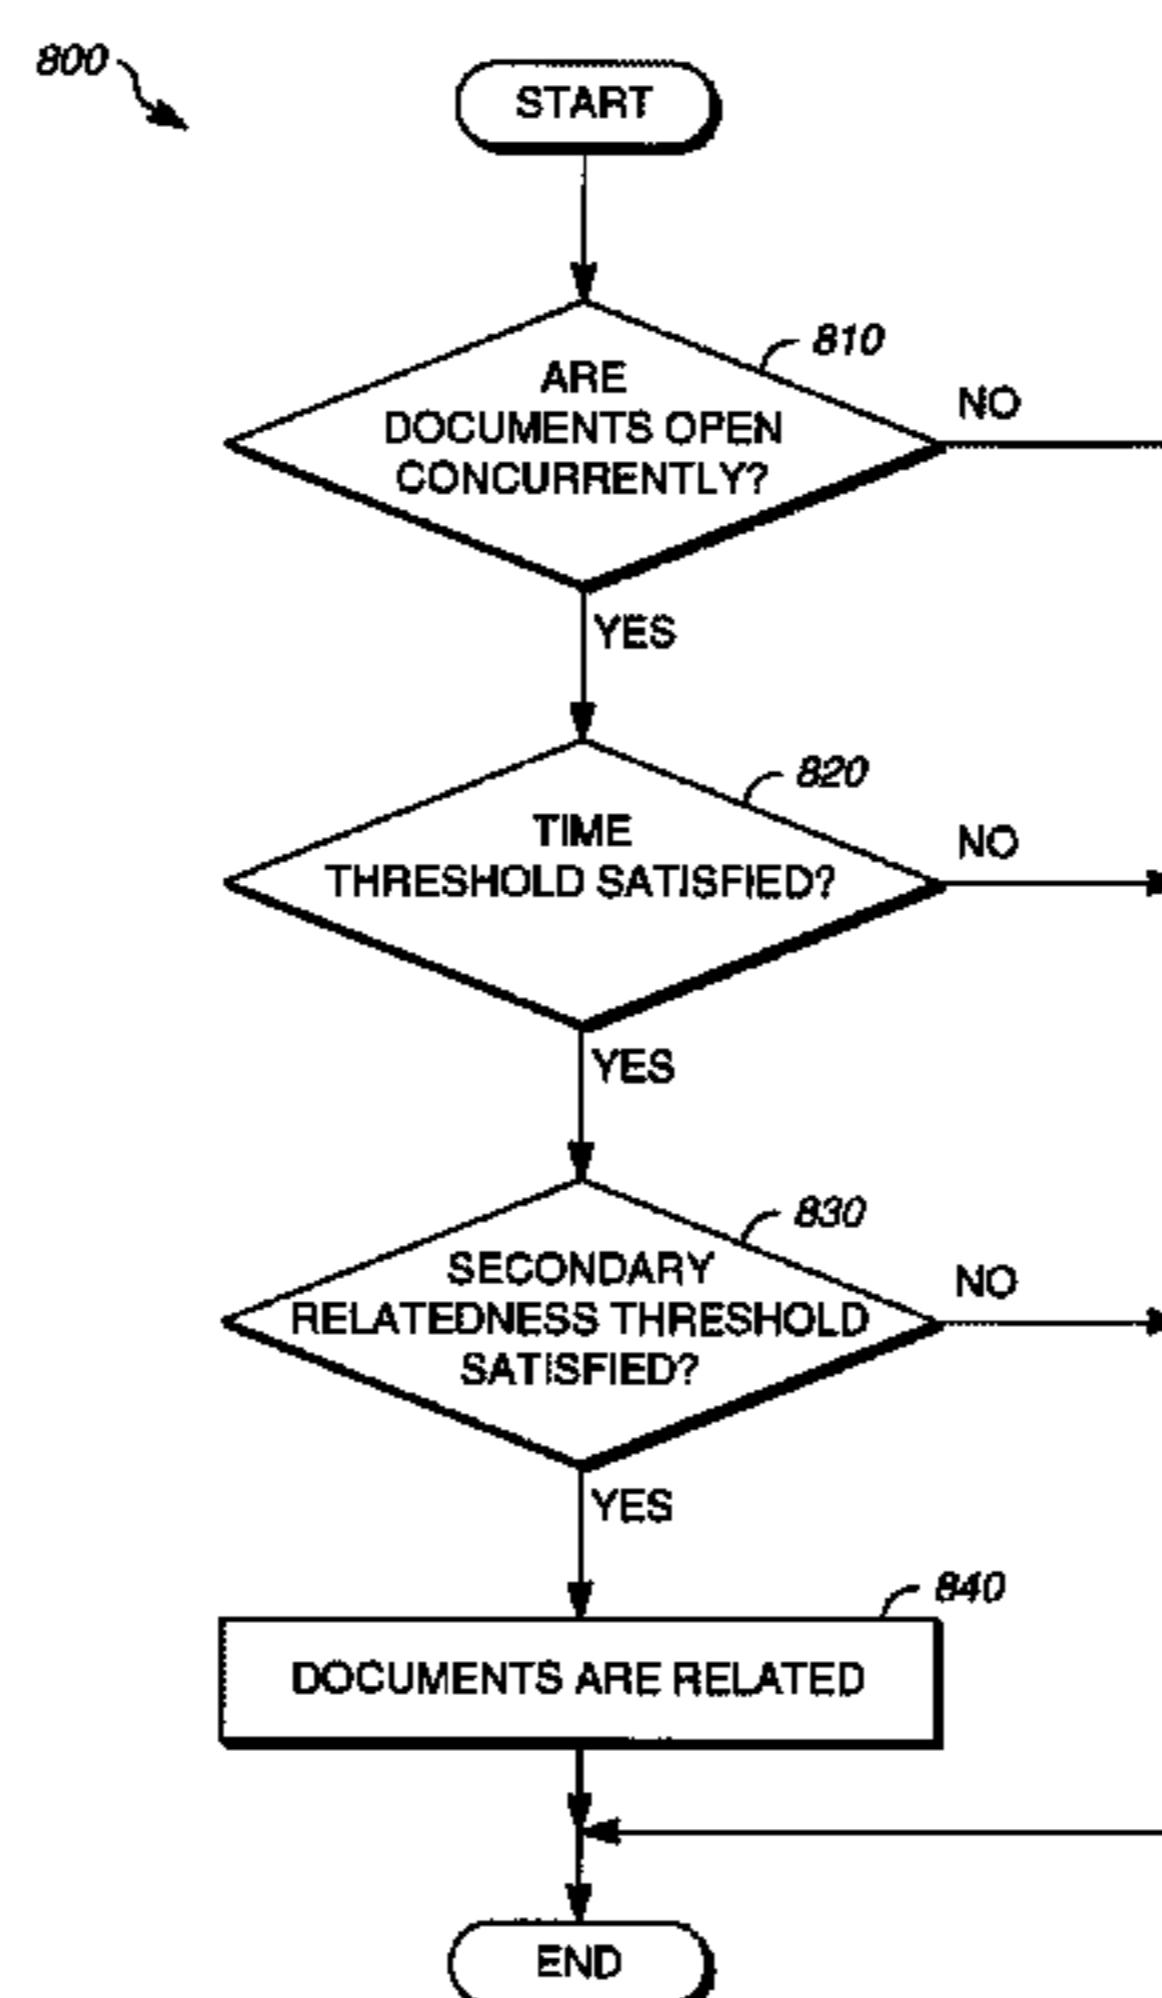 800
START
810
ARE
DOCUMENTS OPEN
CONCURRENTLY?
NO
YES
820
TIME
THRESHOLD SATISFIED?
NO
YES
830
SECONDARY
RELATEDNESS THRESHOLD
SATISFIED?
NO
YES
840
DOCUMENTS ARE RELATED
END